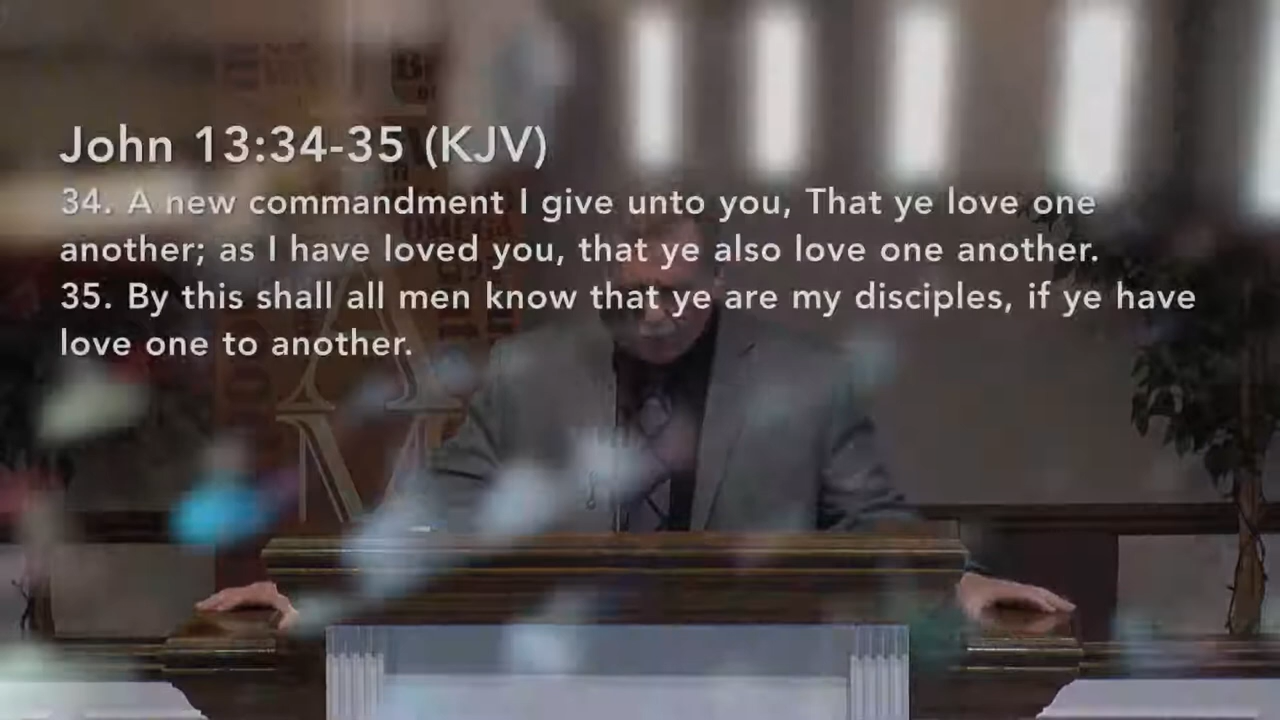 John 13:34-35 (KJV)
34. A new commandment I give unto you, That ye love one
another; as I have loved you, that ye also love one another.
35. By this shall all men know that ye are my disciples, if ye have
love one to another.